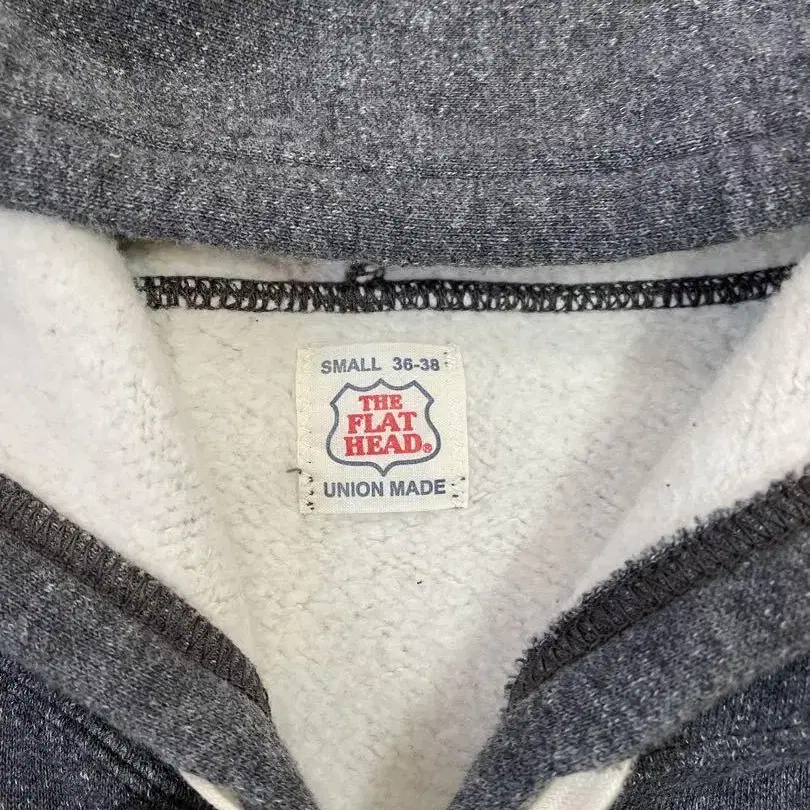 SMALL 36-38
THE
FLAT
HEAD®
UNION MADE